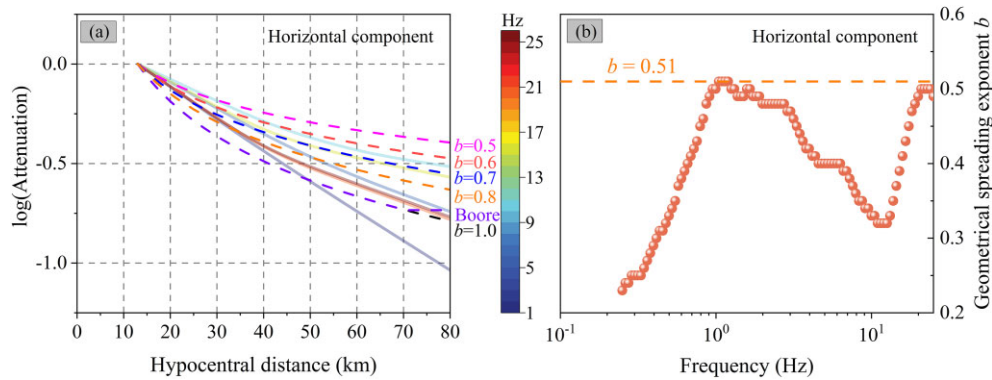 (a)
Horizontal component
log(Attenuation)
0.0
-0.5
-1.0
0 10 20 30 40 50 60 70 80
Hypocentral distance (km)
b=0.5
b=0.6
b=0.7
b=0.8
Boore
b=1.0
Hz
25
21
17
13
9
5
1
(b)
Horizontal component
b = 0.51
10⁻¹ 10⁰ 10¹
Frequency (Hz)
0.6
0.5
0.4
0.3
0.2
Geometrical spreading exponent b